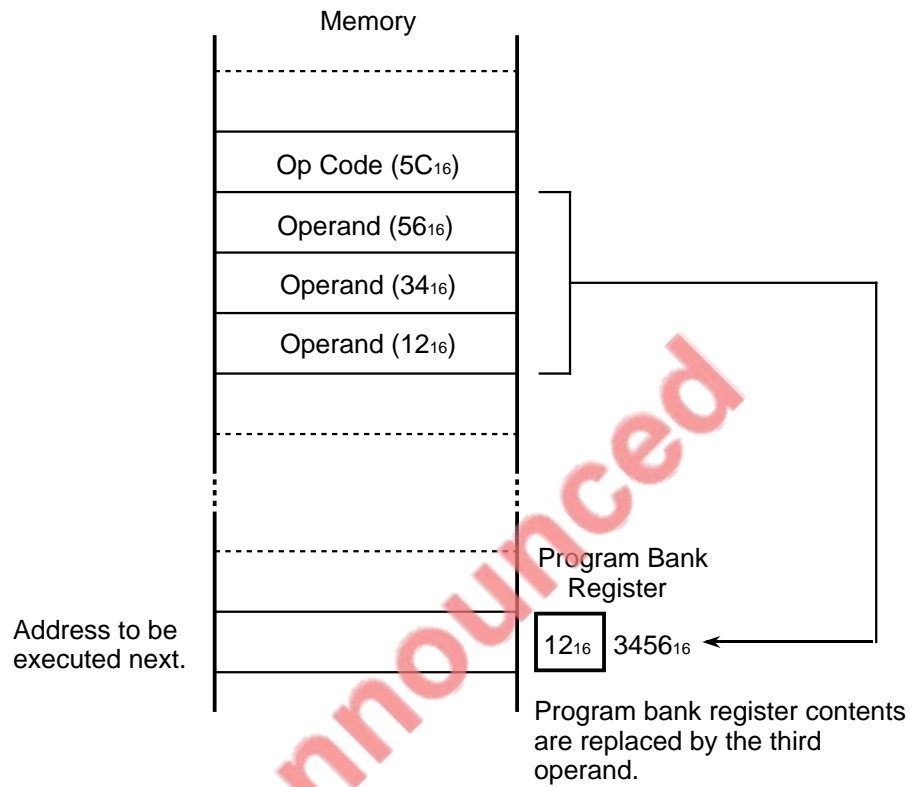 Memory
Op Code (5C16)
Operand (5616)
Operand (3416)
Operand (1216)
Program Bank
Register
Address to be
executed next.
1216 345616
Program bank register contents
are replaced by the third
operand.
nnounced